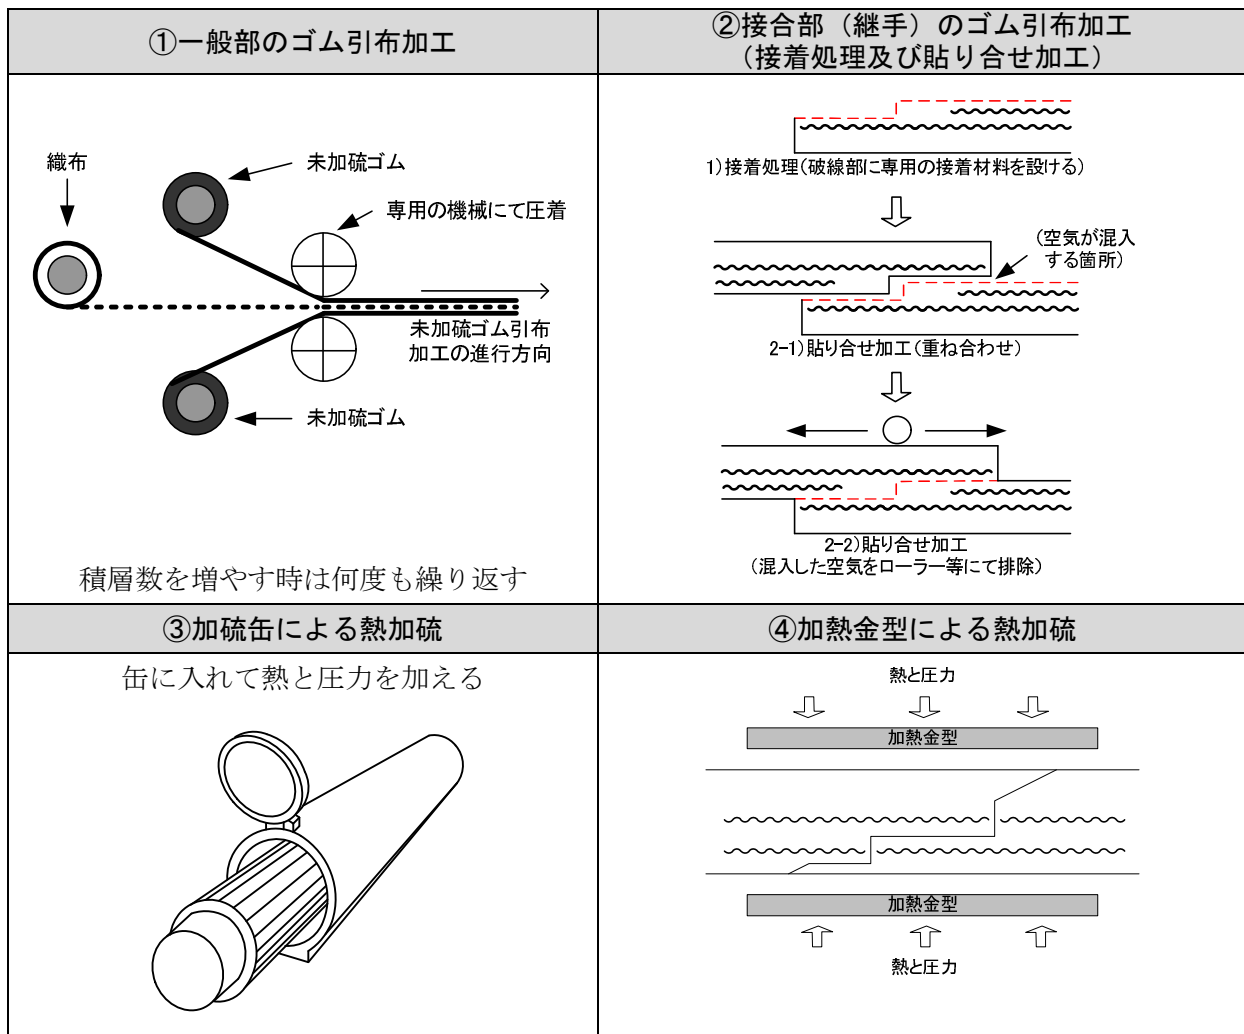 ①一般部のゴム引布加工
②接合部（継手）のゴム引布加工
（接着処理及び貼り合せ加工）
織布
未加硫ゴム
専用の機械にて圧着
未加硫ゴム引布
加工の進行方向
未加硫ゴム
積層数を増やす時は何度も繰り返す
1)接着処理(破線部に専用の接着材料を設ける)
(空気が混入
する箇所)
2-1)貼り合せ加工(重ね合わせ)
2-2)貼り合せ加工
(混入した空気をローラー等にて排除)
③加硫缶による熱加硫
④加熱金型による熱加硫
缶に入れて熱と圧力を加える
熱と圧力
加熱金型
加熱金型
熱と圧力